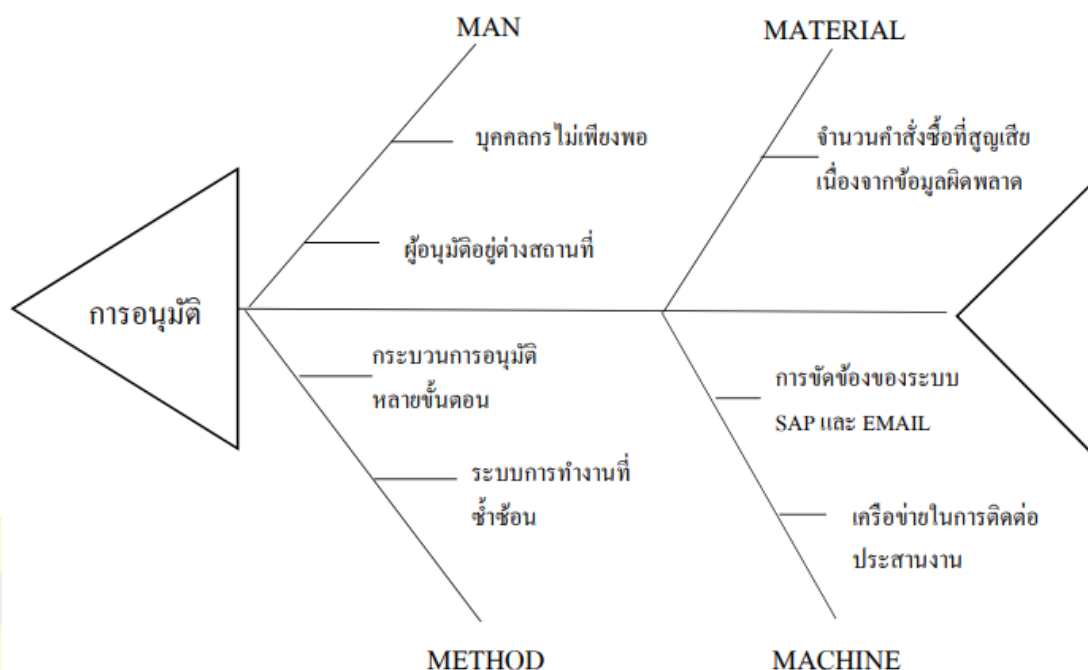 MAN
MATERIAL
บุคคลกรไม่เพียงพอ
จำนวนคำสั่งซื้อที่สูญเสีย
เนื่องจากข้อมูลผิดพลาด
ผู้อนุมัติอยู่ต่างสถานที่
การอนุมัติ
กระบวนการอนุมัติ
หลายขั้นตอน
การขัดข้องของระบบ
SAP และ EMAIL
ระบบการทำงานที่
ซ้ำซ้อน
เครือข่ายในการติดต่อ
ประสานงาน
METHOD
MACHINE